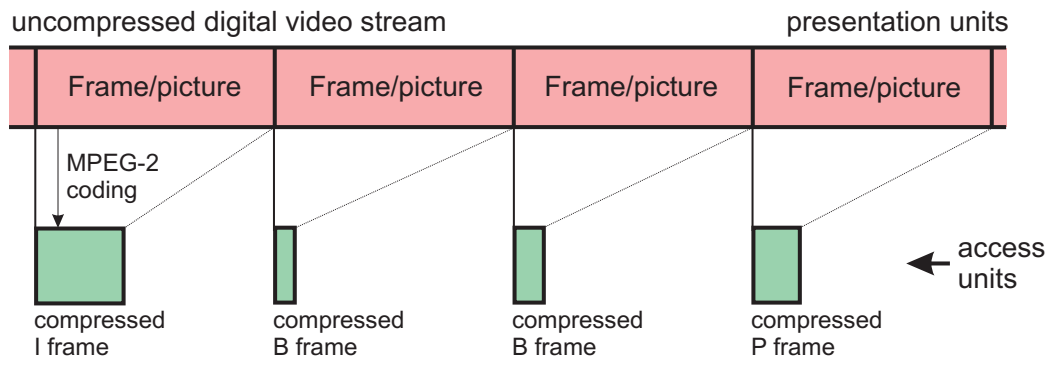 uncompressed digital video stream
presentation units
Frame/picture
Frame/picture
Frame/picture
Frame/picture
MPEG-2
coding
access
units
compressed
I frame
compressed
B frame
compressed
B frame
compressed
P frame